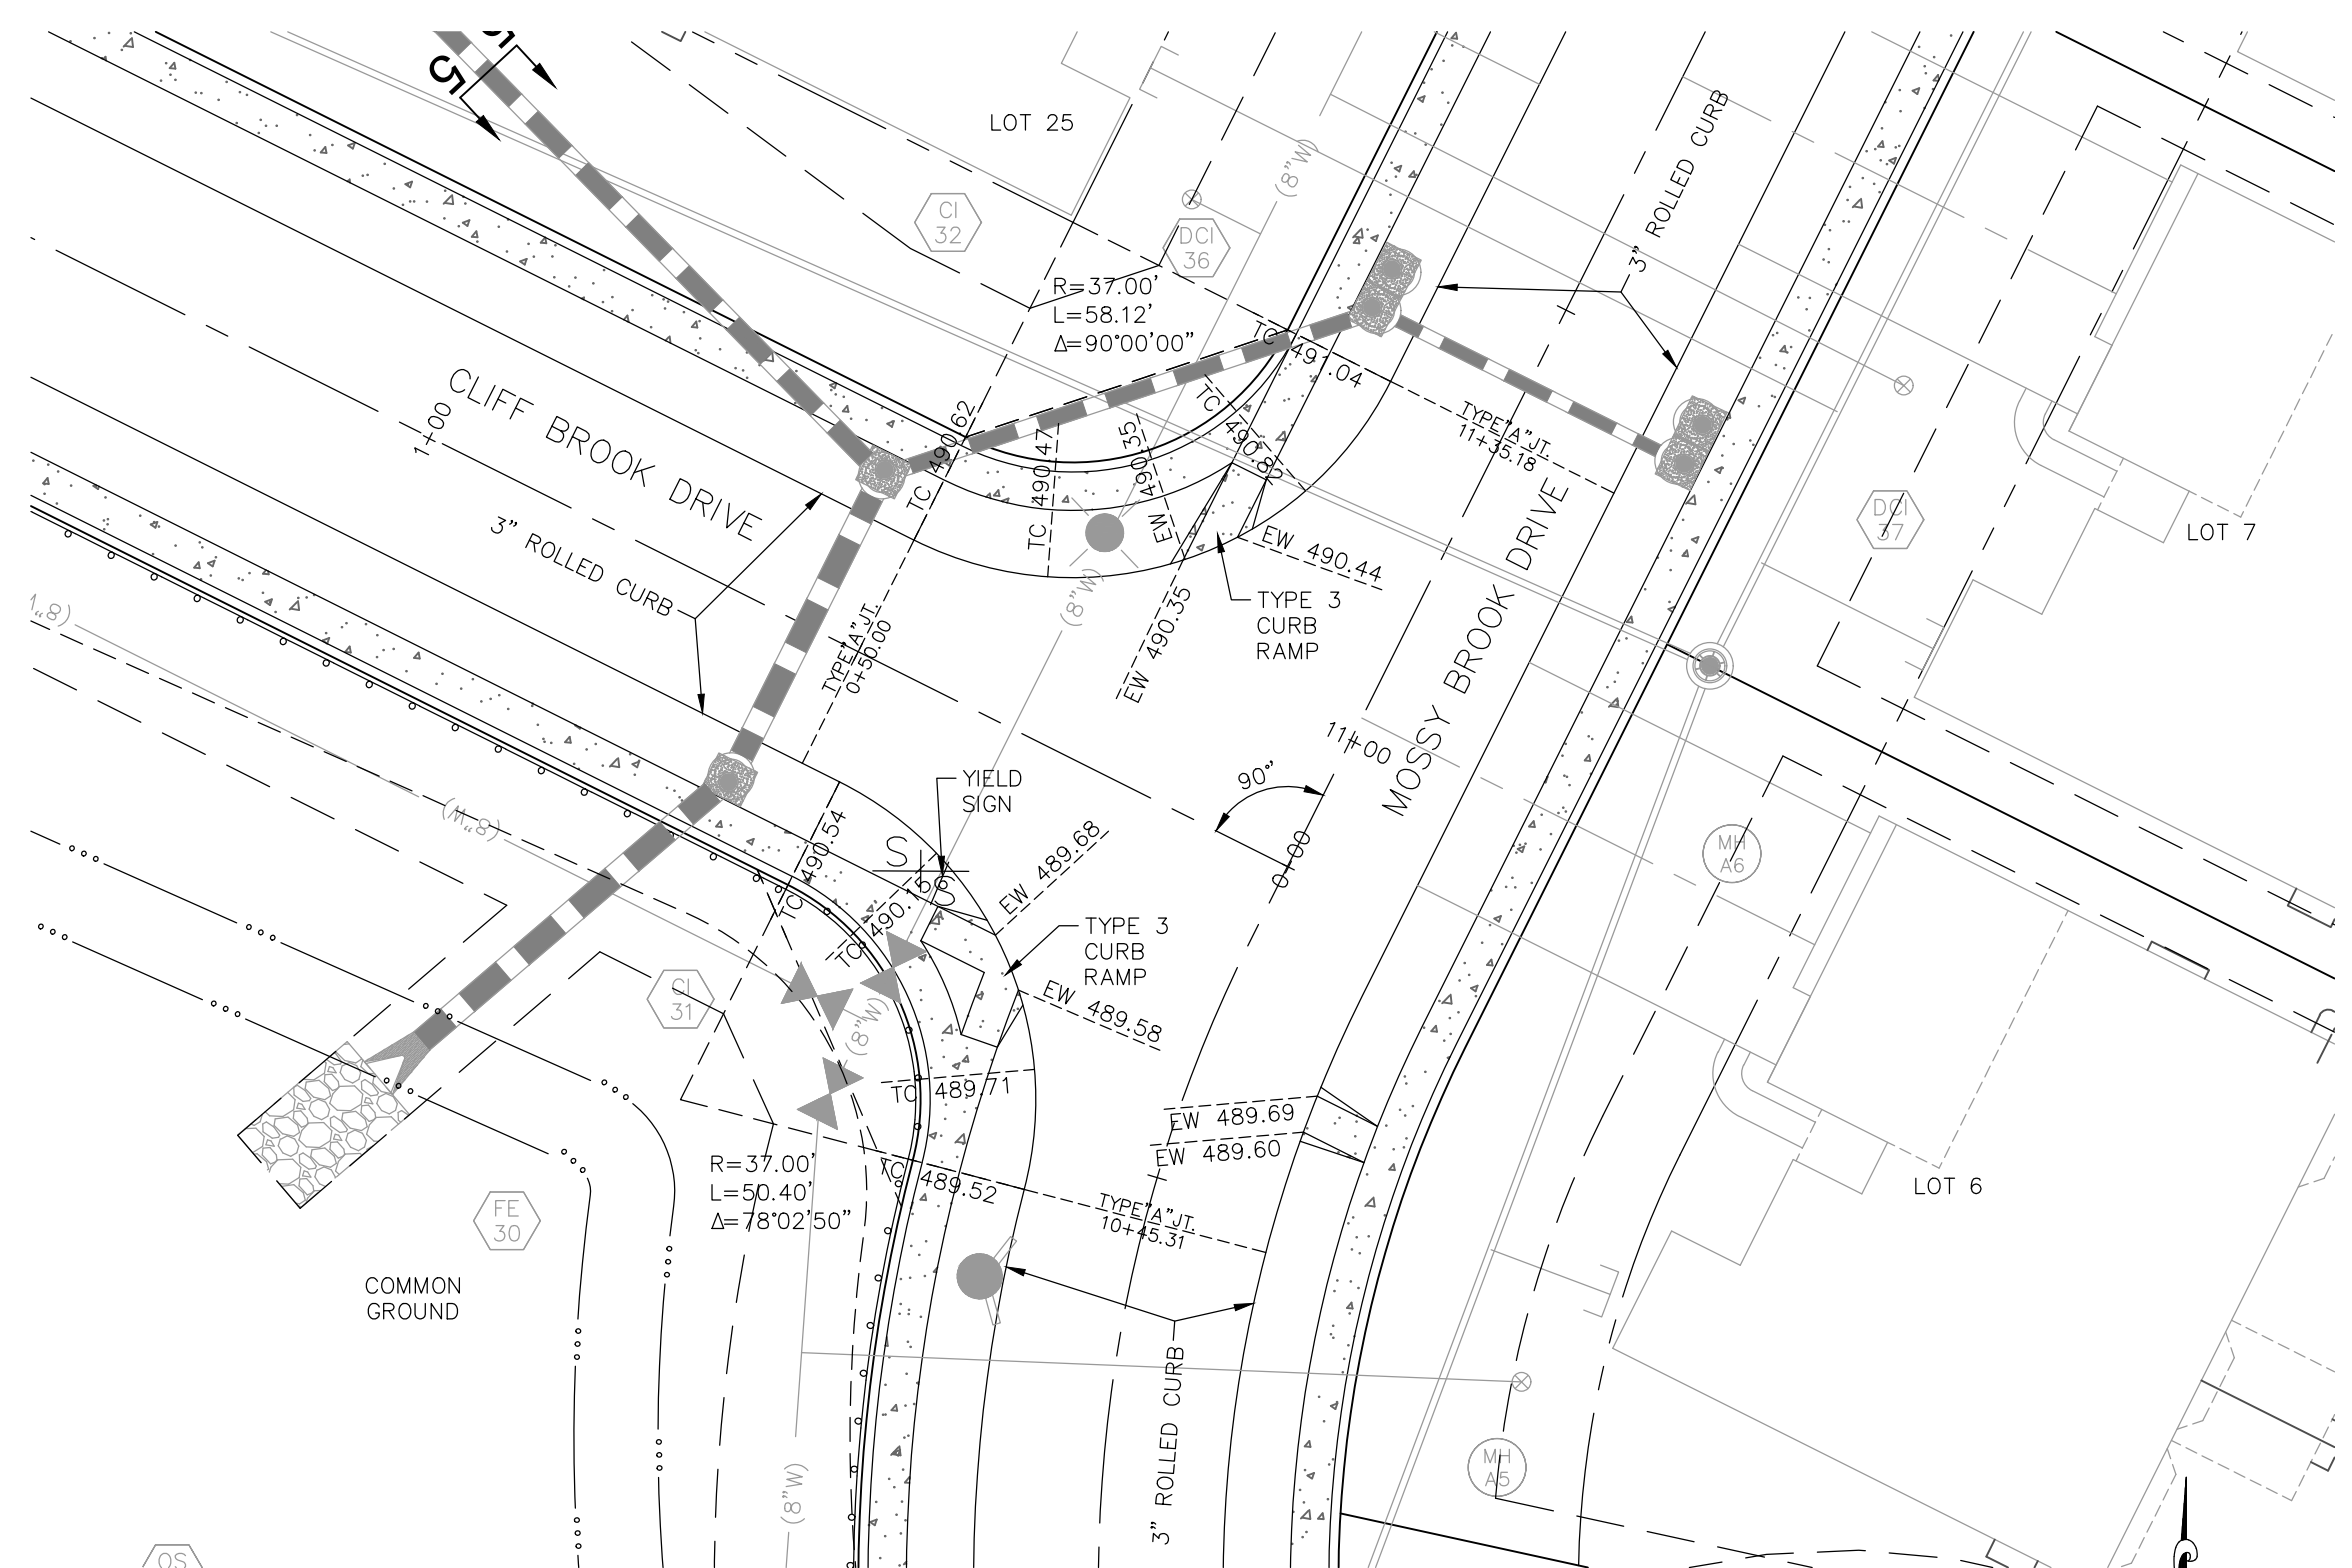 5
LOT 25
3" ROLLED CURB
(8"W)
CI
32
DCI
36
R=37.00'
L=58.12'
Δ=90°00'00"
TC 491.04
TC 490.62
TC 490.47
EW 490.35
TC 490.82
CLIFF BROOK DRIVE
1+00
3" ROLLED CURB
TYPE"A"JT.
11+35.18
DCI
37
LOT 7
EW 490.44
EW 490.35
TYPE 3
CURB
RAMP
(8"W)
TYPE"A"JT.
0+50.00
MOSSY BROOK DRIVE
11+00
90°
0+00
YIELD
SIGN
(8"W)
TC 490.54
TC 490.15
S
S
EW 489.68
TYPE 3
CURB
RAMP
EW 489.58
MH
A6
CI
31
(8"W)
TC 489.71
EW 489.69
EW 489.60
R=37.00'
L=50.40'
Δ=78°02'50"
TC 489.52
TYPE"A"JT.
10+45.31
LOT 6
FE
30
COMMON
GROUND
3" ROLLED CURB
(8"W)
MH
A5
OS